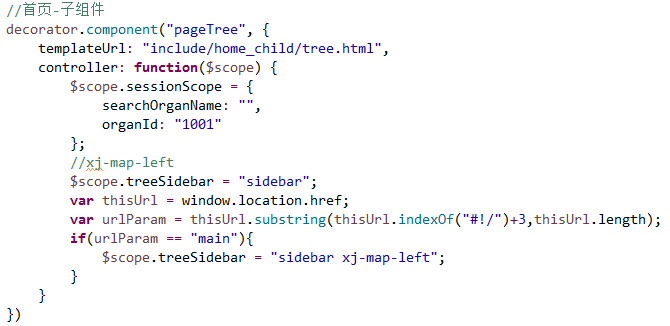 //首页-子组件
decorator.component("pageTree", {
    templateUrl: "include/home_child/tree.html",
    controller: function($scope) {
        $scope.sessionScope = {
            searchOrganName: "",
            organId: "1001"
        };
        //xj-map-left
        $scope.treeSidebar = "sidebar";
        var thisUrl = window.location.href;
        var urlParam = thisUrl.substring(thisUrl.indexOf("#!/")+3,thisUrl.length);
        if(urlParam == "main"){
            $scope.treeSidebar = "sidebar xj-map-left";
        }
    }
})